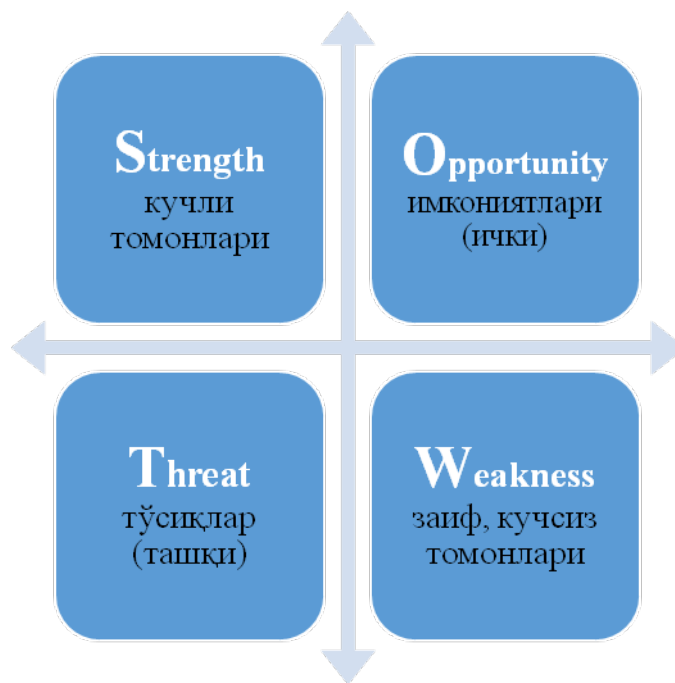 Strength
кучли
томонлари
Opportunity
имкониятлари
(ички)
Threat
тўсиқлар
(ташқи)
Weakness
заиф, кучсиз
томонлари